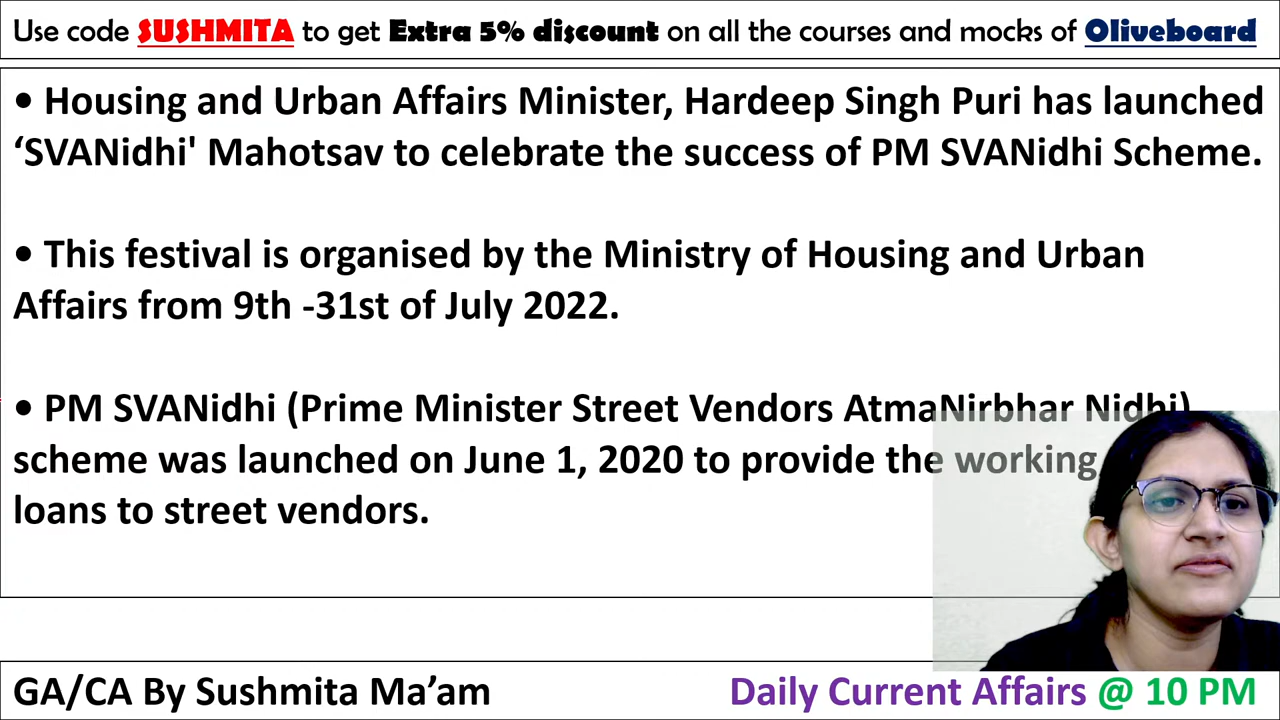 Use code SUSHMITA to get Extra 5% discount on all the courses and mocks of Oliveboard
• Housing and Urban Affairs Minister, Hardeep Singh Puri has launched
‘SVANidhi' Mahotsav to celebrate the success of PM SVANidhi Scheme.
• This festival is organised by the Ministry of Housing and Urban
Affairs from 9th -31st of July 2022.
• PM SVANidhi (Prime Minister Street Vendors AtmaNirbhar Nidhi)
scheme was launched on June 1, 2020 to provide the working
loans to street vendors.
GA/CA By Sushmita Ma’am
Daily Current Affairs @ 10 PM